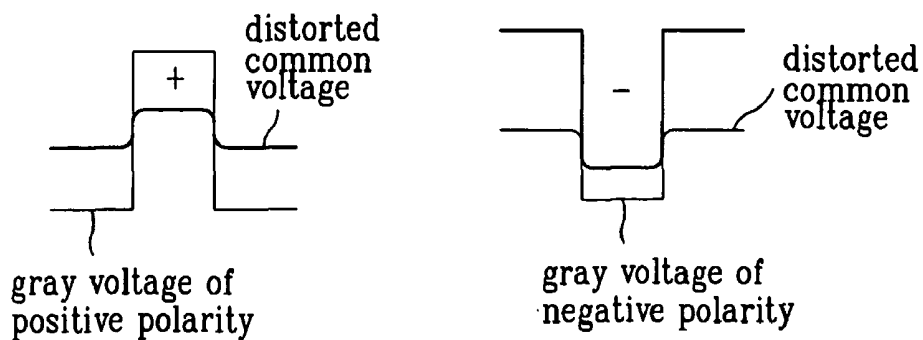 distorted
common
voltage
+
gray voltage of
positive polarity
−
distorted
common
voltage
gray voltage of
negative polarity